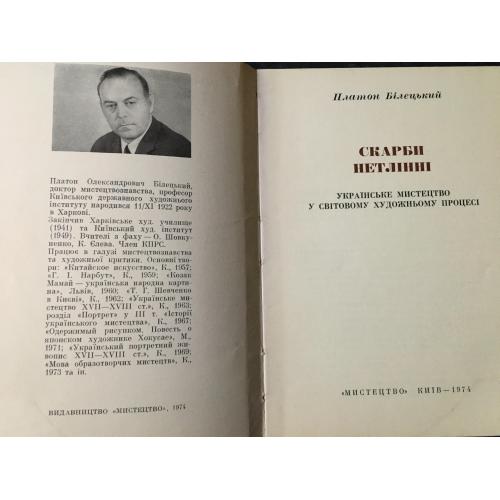 Платон Олександрович Білецький,
доктор мистецтвознавства, професор
Київського державного художнього
інституту народився 11/XI 1922 року в
Харкові.
Закінчив Харківське худ. училище
(1941) та Київський худ. інститут
(1949). Вчителі з фаху — О. Шовку-
ненко, К. Єлева. Член КПРС.
Працює в галузі мистецтвознавства
та художньої критики. Основні тво-
ри: «Китайское искусство», К., 1957;
«Г. І. Нарбут», К., 1959; «Козак
Мамай — українська народна карти-
на», Львів, 1960; «Т. Г. Шевченко
в Києві», К., 1962; «Українське ми-
стецтво XVII—XVIII ст.», К., 1963;
розділ «Портрет» у III т. «Історії
українського мистецтва», К., 1967;
«Одержимый рисунком. Повесть о
японском художнике Хокусае», М.,
1971; «Український портретний жи-
вопис XVII—XVIII ст.», К., 1969;
«Мова образотворчих мистецтв», К.,
1973 та ін.
ВИДАВНИЦТВО «МИСТЕЦТВО», 1974
Платон Білецький
СКАРБИ
НЕТЛІННІ
УКРАЇНСЬКЕ МИСТЕЦТВО
У СВІТОВОМУ ХУДОЖНЬОМУ ПРОЦЕСІ
«МИСТЕЦТВО» КИЇВ—1974